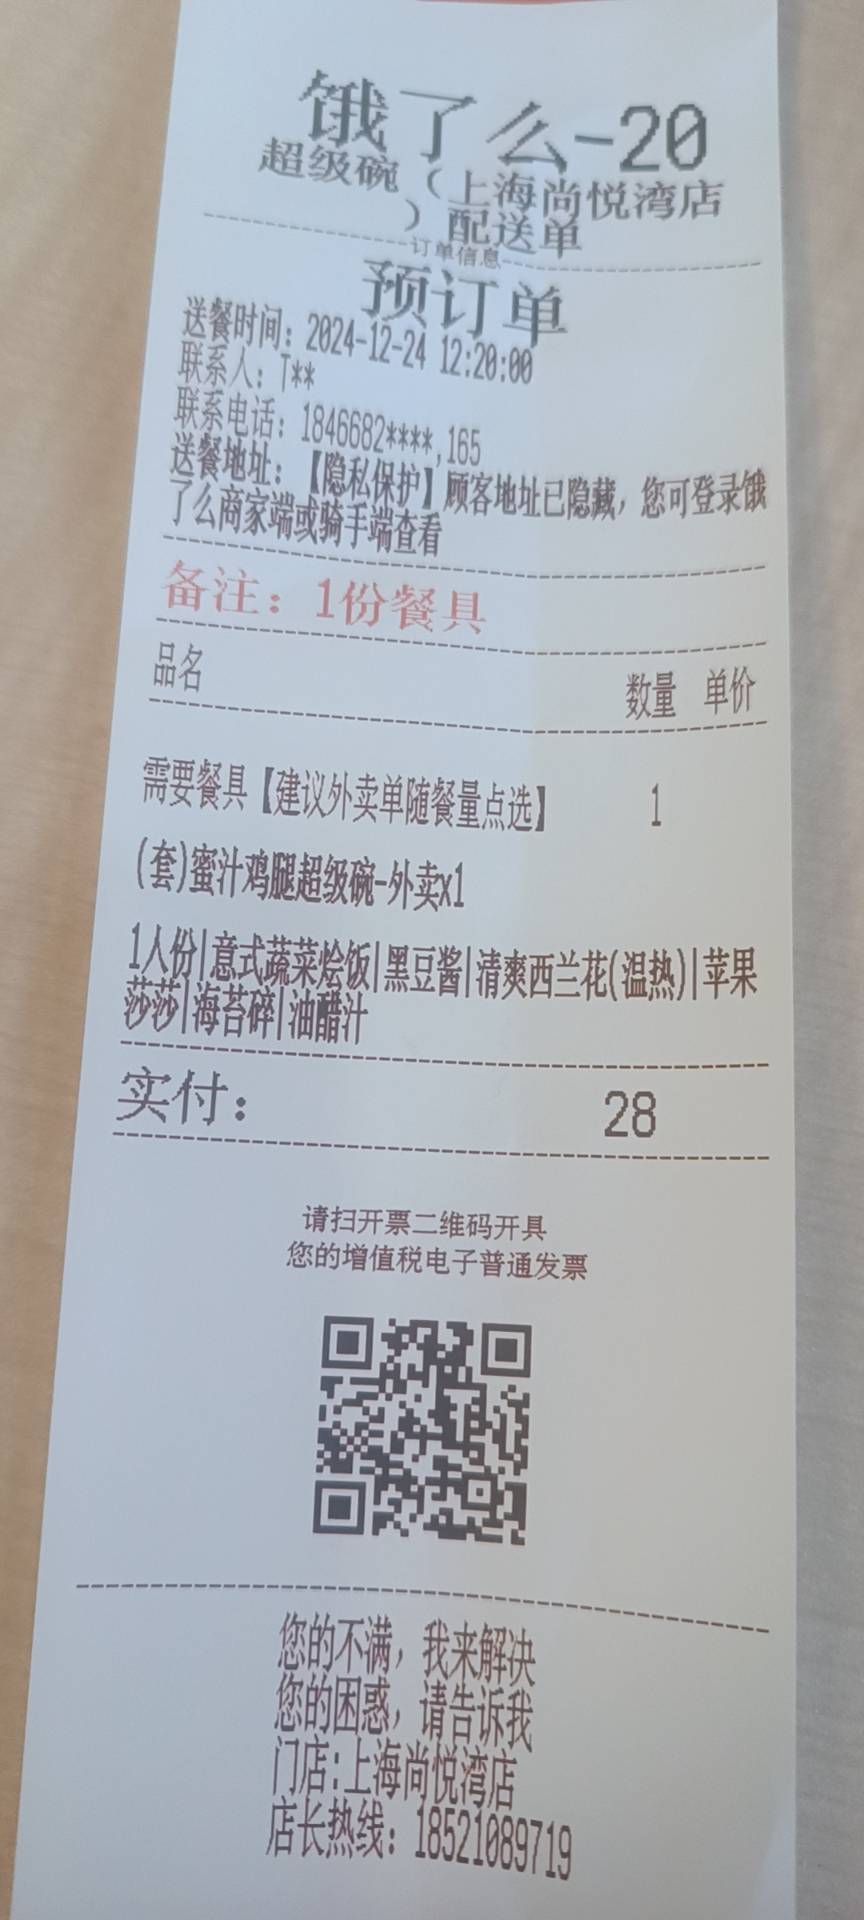 饿了么-20
超级碗（上海尚悦湾店
）配送单
订单信息
预订单
送餐时间：2024-12-24 12:20:00
联系人：T**
联系电话：1846682****,165
送餐地址：【隐私保护】顾客地址已隐藏，您可登录饿
了么商家端或骑手端查看
备注：1份餐具
品名 数量 单价
需要餐具【建议外卖单随餐量点选】 1
(套)蜜汁鸡腿超级碗-外卖x1
1人份|意式蔬菜烩饭|黑豆酱|清爽西兰花(温热)|苹果
莎莎|海苔碎|油醋汁
实付： 28
请扫开票二维码开具
您的增值税电子普通发票
您的不满，我来解决
您的困惑，请告诉我
门店:上海尚悦湾店
店长热线：18521089719